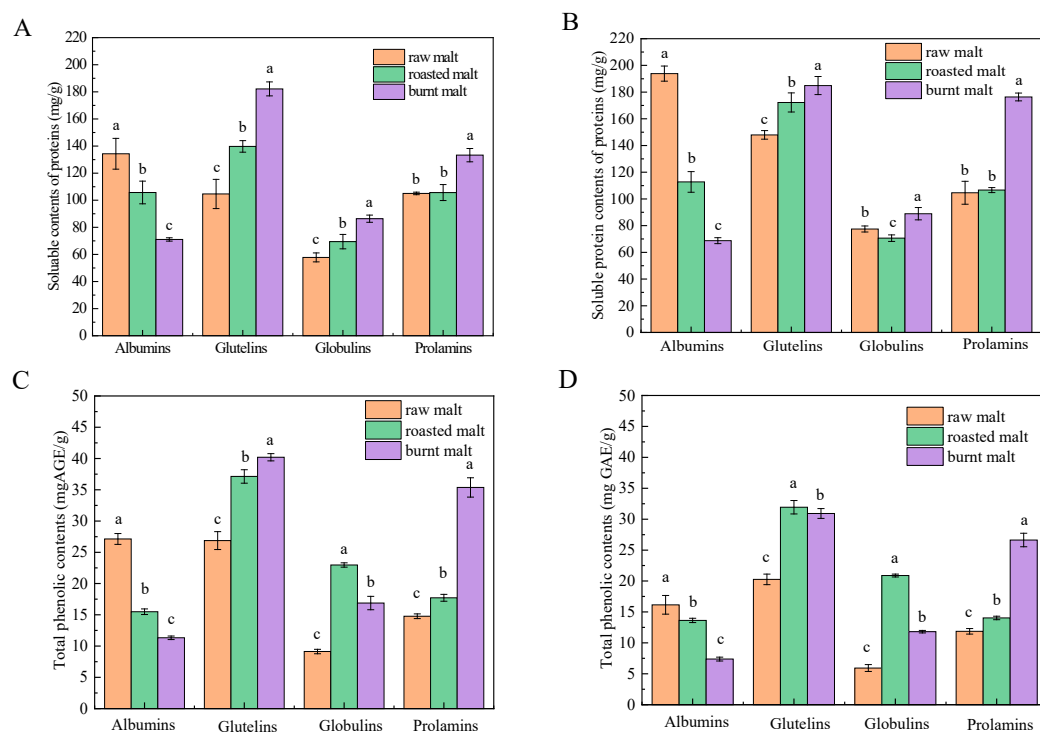 A
Soluable contents of proteins (mg/g)
220
200
180
160
140
120
100
80
60
40
20
0
raw malt
roasted malt
burnt malt
a
b
c
c
b
a
c
b
a
b
b
a
Albumins Glutelins Globulins Prolamins
B
Soluble protein contents of proteins (mg/g)
220
200
180
160
140
120
100
80
60
40
20
0
raw malt
roasted malt
burnt malt
a
b
c
c
b
a
b
c
a
b
b
a
Albumins Glutelins Globulins Prolamins
C
Total phenolic contents (mgAGE/g)
50
45
40
35
30
25
20
15
10
5
0
raw malt
roasted malt
burnt malt
a
b
c
c
b
a
c
a
b
c
b
a
Albumins Glutelins Globulins Prolamins
D
Total phenolic contents (mg GAE/g)
50
45
40
35
30
25
20
15
10
5
0
raw malt
roasted malt
burnt malt
a
b
c
c
a
b
c
a
b
c
b
a
Albumins Glutelins Globulins Prolamins